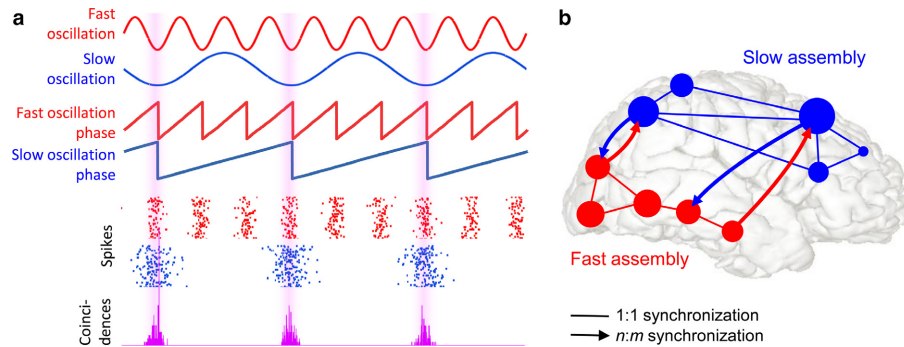 a
Fast
oscillation
Slow
oscillation
Fast oscillation
phase
Slow oscillation
phase
Spikes
Coinci-
dences
b
Slow assembly
Fast assembly
1:1 synchronization
n:m synchronization